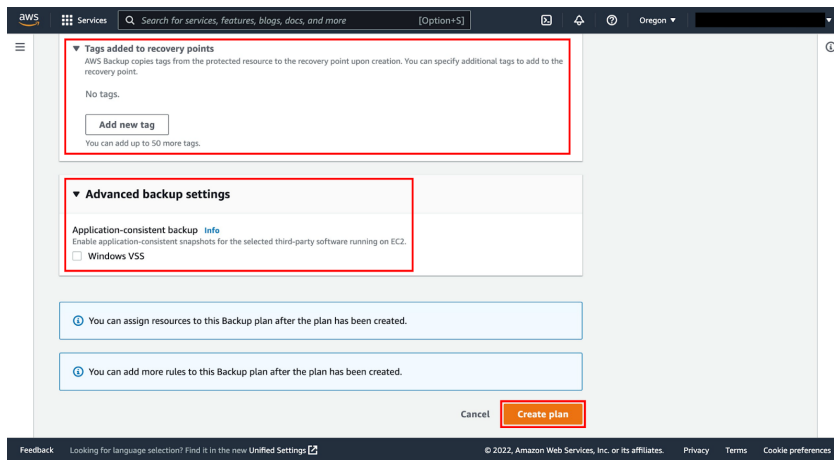 aws Services Search for services, features, blogs, docs, and more [Option+S] Oregon
Tags added to recovery points
AWS Backup copies tags from the protected resource to the recovery point upon creation. You can specify additional tags to add to the
recovery point.
No tags.
Add new tag
You can add up to 50 more tags.
Advanced backup settings
Application-consistent backup Info
Enable application-consistent snapshots for the selected third-party software running on EC2.
Windows VSS
You can assign resources to this Backup plan after the plan has been created.
You can add more rules to this Backup plan after the plan has been created.
Cancel Create plan
Feedback Looking for language selection? Find it in the new Unified Settings © 2022, Amazon Web Services, Inc. or its affiliates. Privacy Terms Cookie preferences